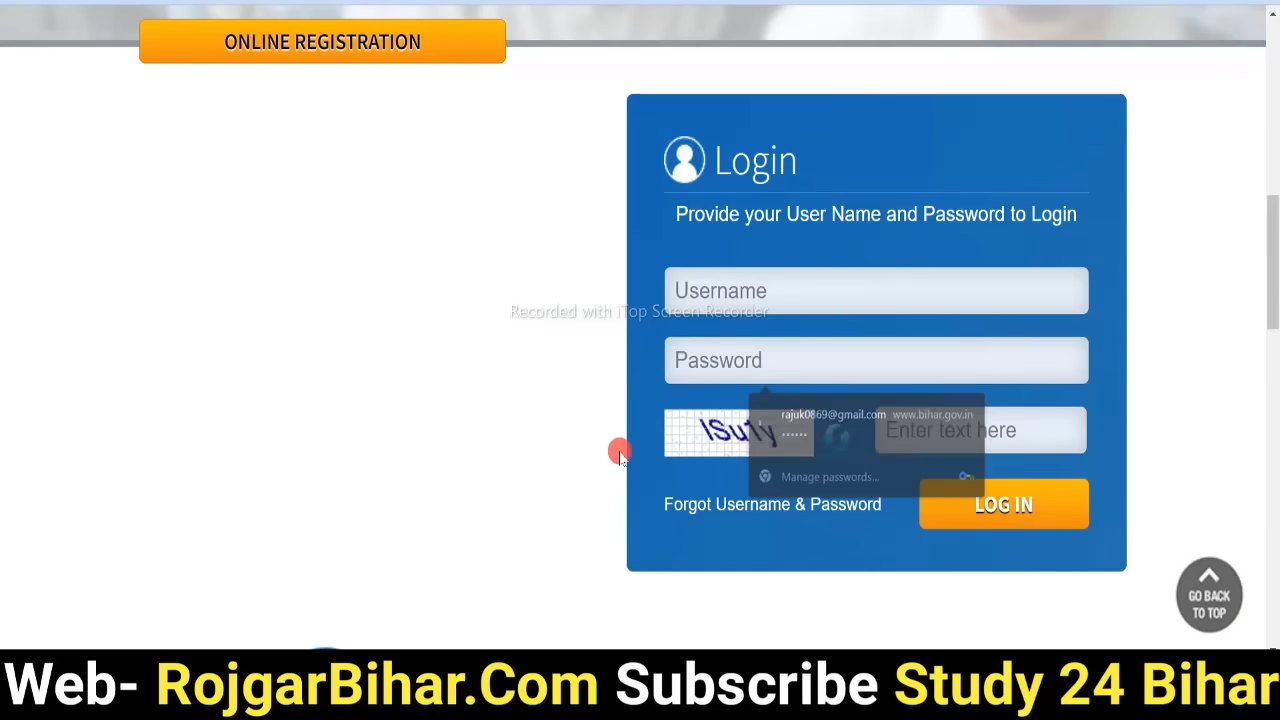 ONLINE REGISTRATION
Login
Provide your User Name and Password to Login
Username
Recorded with iTop Screen Recorder
Password
rajuk0869@gmail.com www.bihar.gov.in
••••••
Enter text here
Manage passwords...
Forgot Username & Password
LOG IN
GO BACK
TO TOP
Web- RojgarBihar.Com Subscribe Study 24 Bihar